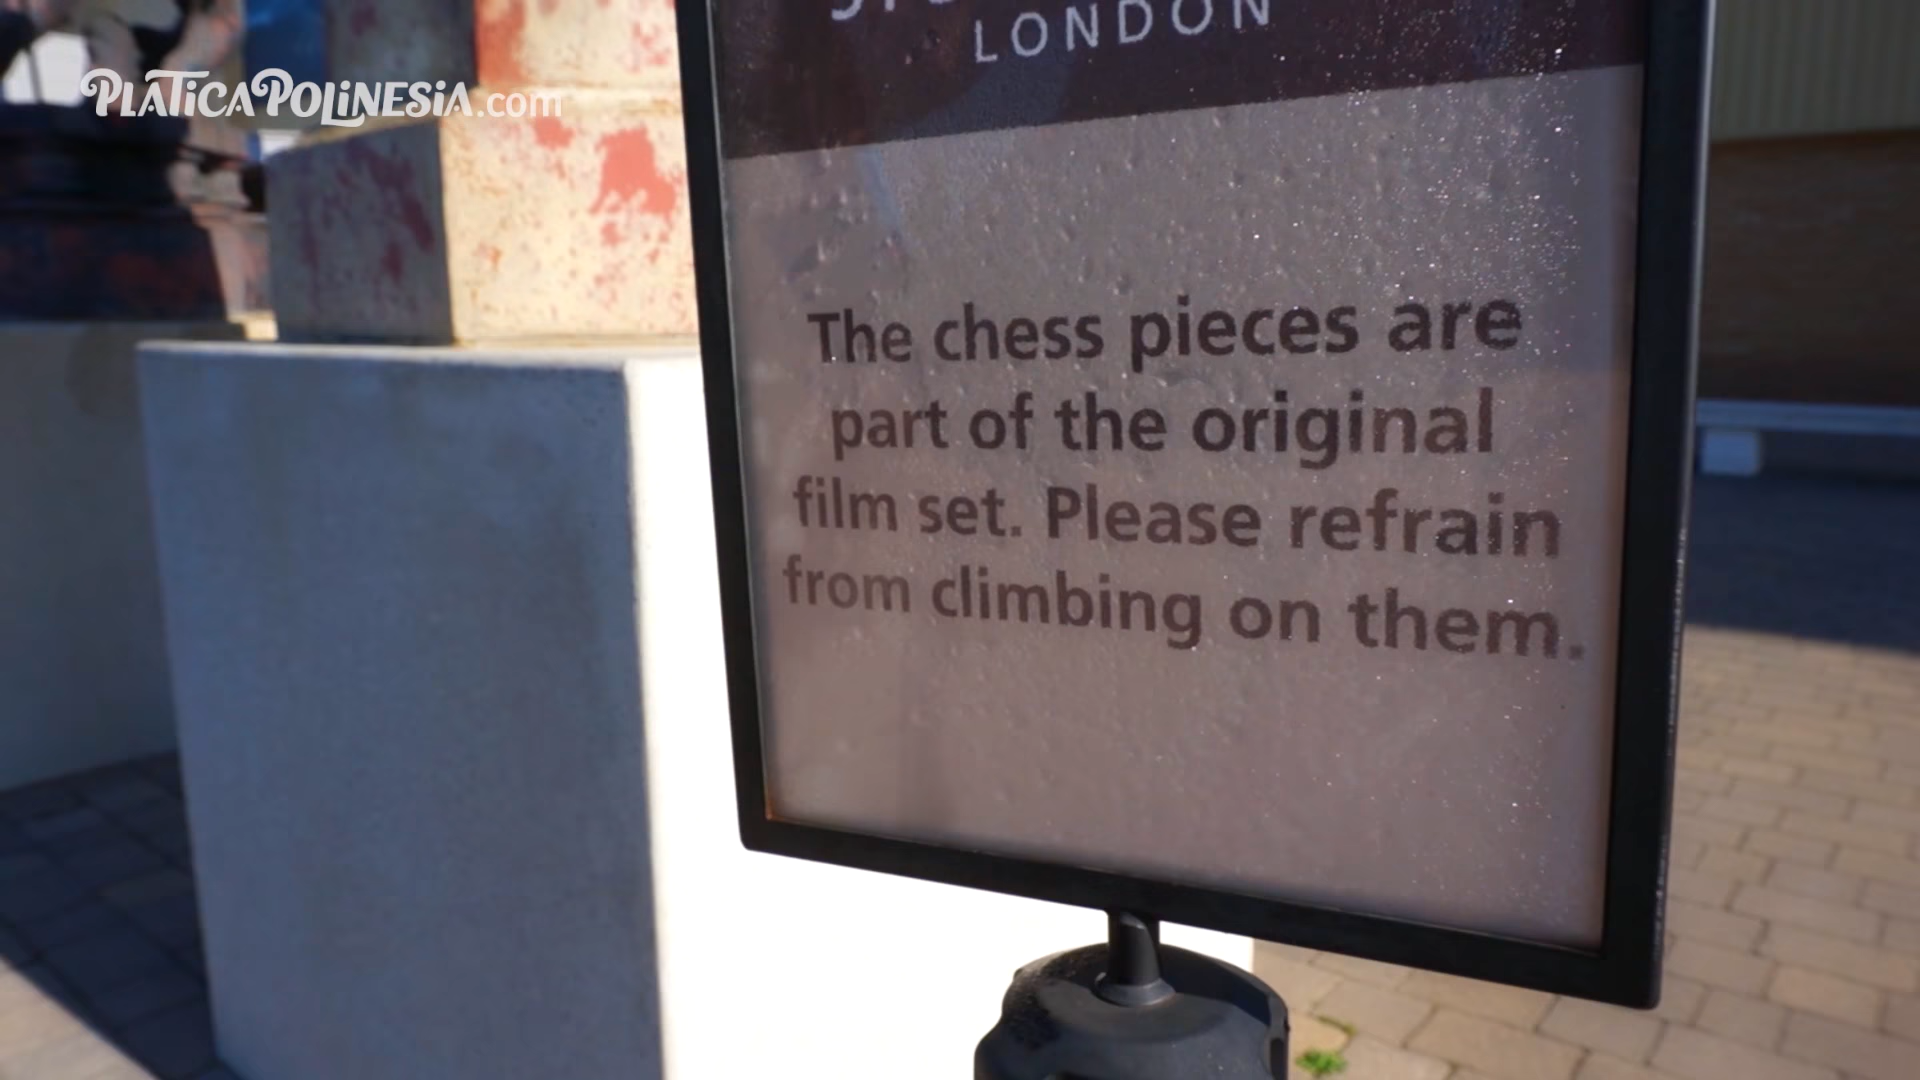 PLATICAPOLINESIA.com
LONDON
The chess pieces are
part of the original
film set. Please refrain
from climbing on them.